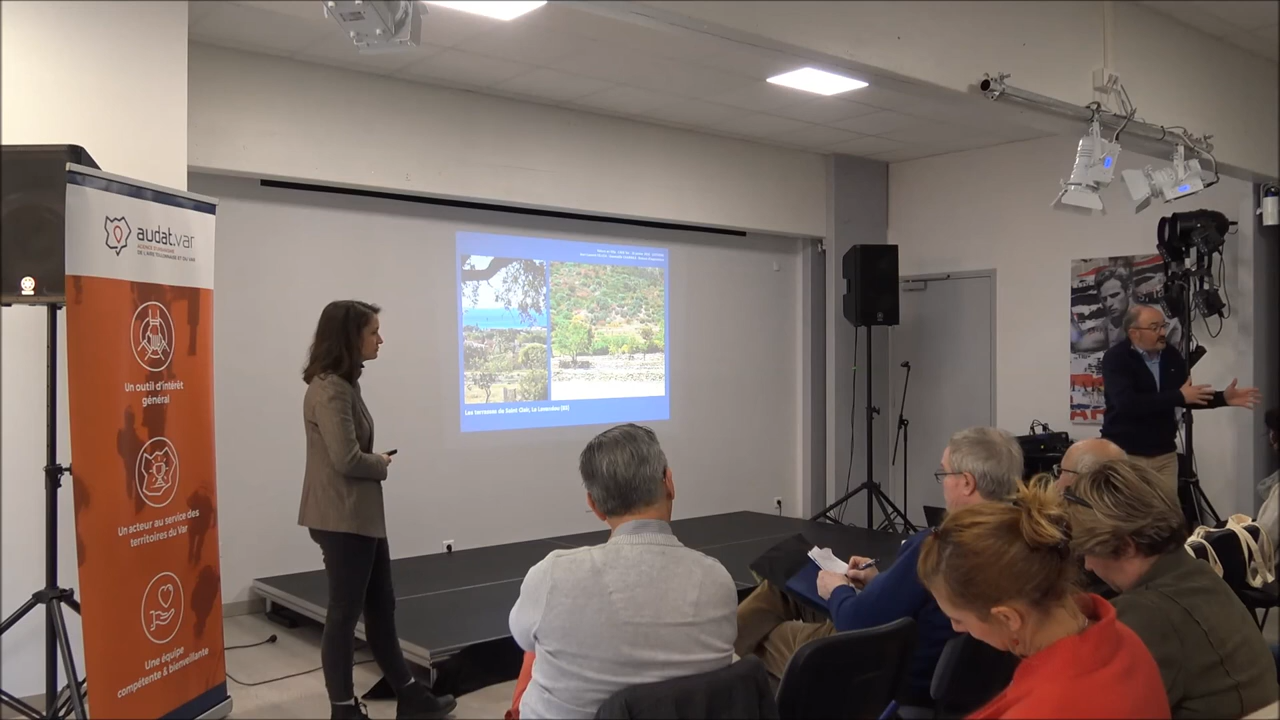 audat.var
AGENCE D'URBANISME
DE L'AIRE TOULONNAISE ET DU VAR
Un outil d'intérêt
général
Un acteur au service des
territoires du Var
Une équipe
compétente & bienveillante
Les terrasses de Saint Clair, Le Lavandou (83)